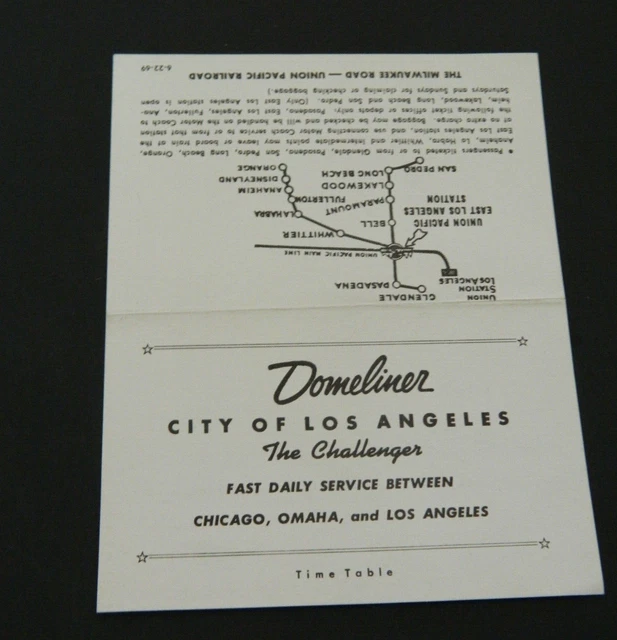 Domeliner
CITY OF LOS ANGELES
The Challenger
FAST DAILY SERVICE BETWEEN
CHICAGO, OMAHA, and LOS ANGELES
Time Table
GLENDALE
UNION
STATION
LOS ANGELES
PASADENA
UNION PACIFIC MAIN LINE
UNION PACIFIC
EAST LOS ANGELES
STATION
BELL
WHITTIER
PARAMOUNT
LA HABRA
LAKEWOOD
FULLERTON
LONG BEACH
ANAHEIM
SAN PEDRO
DISNEYLAND
ORANGE
• Passengers ticketed to or from Glendale, Pasadena, San Pedro, Long Beach, Orange,
Anaheim, La Habra, Whittier and intermediate points may leave or board train at the
East Los Angeles station, and use connecting Motor Coach service to or from that station
at no extra charge. Baggage may be checked and will be handled on the Motor Coach to
the following ticket offices or depots only: Pasadena, East Los Angeles, Fullerton, Ana-
heim, Lakewood, Long Beach and San Pedro. (Only East Los Angeles station is open
Saturdays and Sundays for claiming or checking baggage.)
THE MILWAUKEE ROAD — UNION PACIFIC RAILROAD
6-22-69